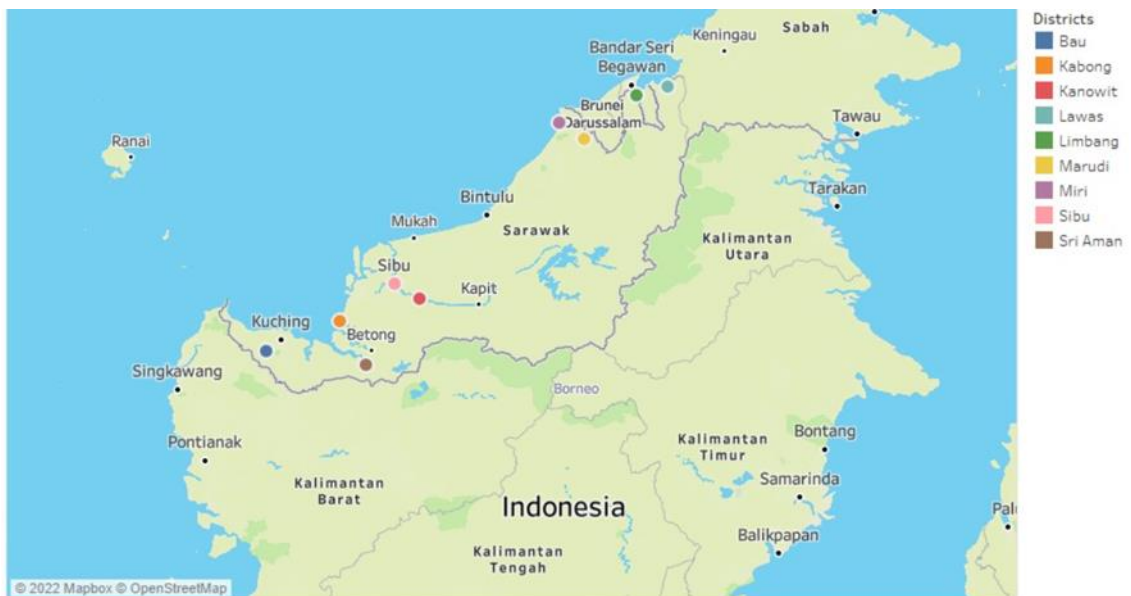 Sabah
Keningau
Bandar Seri
Begawan
Brunei
Darussalam
Tawau
Ranai
Tarakan
Bintulu
Mukah
Sarawak
Kalimantan
Utara
Sibu
Kapit
Kuching
Betong
Singkawang
Borneo
Pontianak
Kalimantan
Barat
Kalimantan
Timur
Bontang
Samarinda
Indonesia
Balikpapan
Kalimantan
Tengah
Palu
© 2022 Mapbox © OpenStreetMap
Districts
Bau
Kabong
Kanowit
Lawas
Limbang
Marudi
Miri
Sibu
Sri Aman